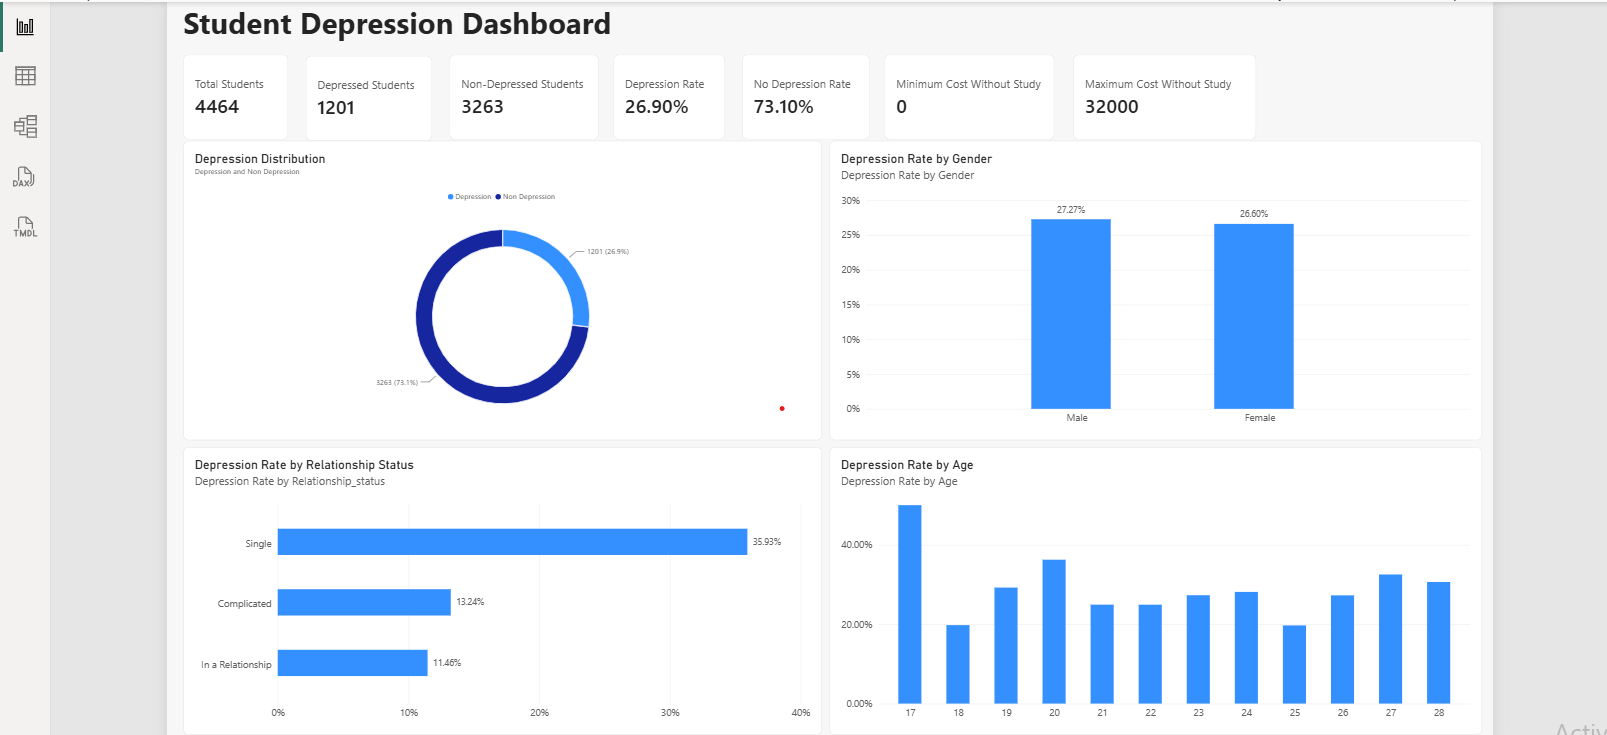 Student Depression Dashboard
Total Students
4464
Depressed Students
1201
Non-Depressed Students
3263
Depression Rate
26.90%
No Depression Rate
73.10%
Minimum Cost Without Study
0
Maximum Cost Without Study
32000
DAX
TMDL
Depression Distribution
Depression and Non Depression
Depression Non Depression
1201 (26.9%)
3263 (73.1%)
Depression Rate by Gender
Depression Rate by Gender
30%
25%
20%
15%
10%
5%
0%
27.27%
26.60%
Male Female
Depression Rate by Relationship Status
Depression Rate by Relationship_status
Single 35.93%
Complicated 13.24%
In a Relationship 11.46%
0% 10% 20% 30% 40%
Depression Rate by Age
Depression Rate by Age
40.00%
20.00%
0.00%
17 18 19 20 21 22 23 24 25 26 27 28